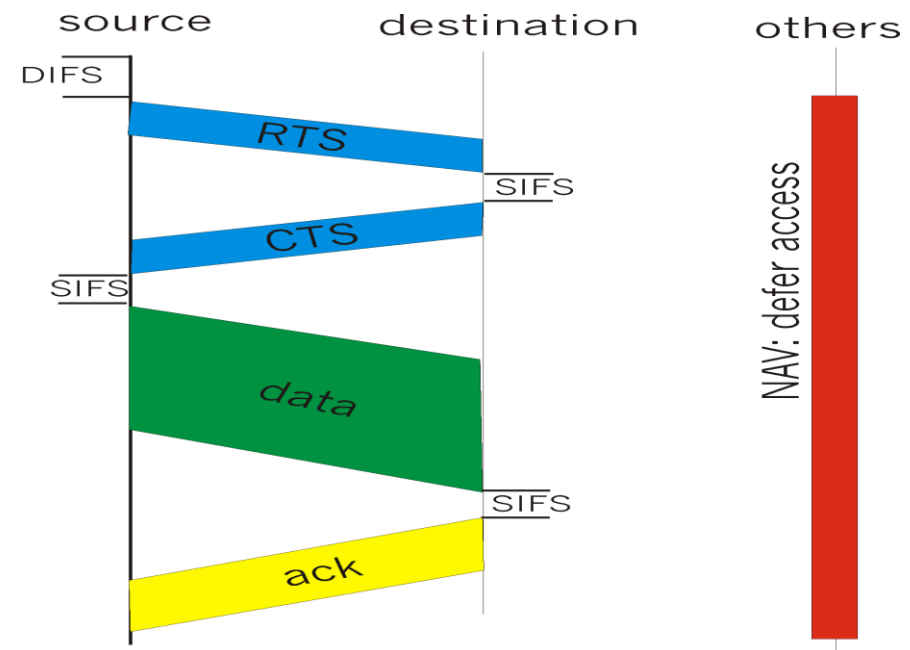 source
destination
others
DIFS
RTS
SIFS
CTS
SIFS
data
SIFS
ack
NAV: defer access